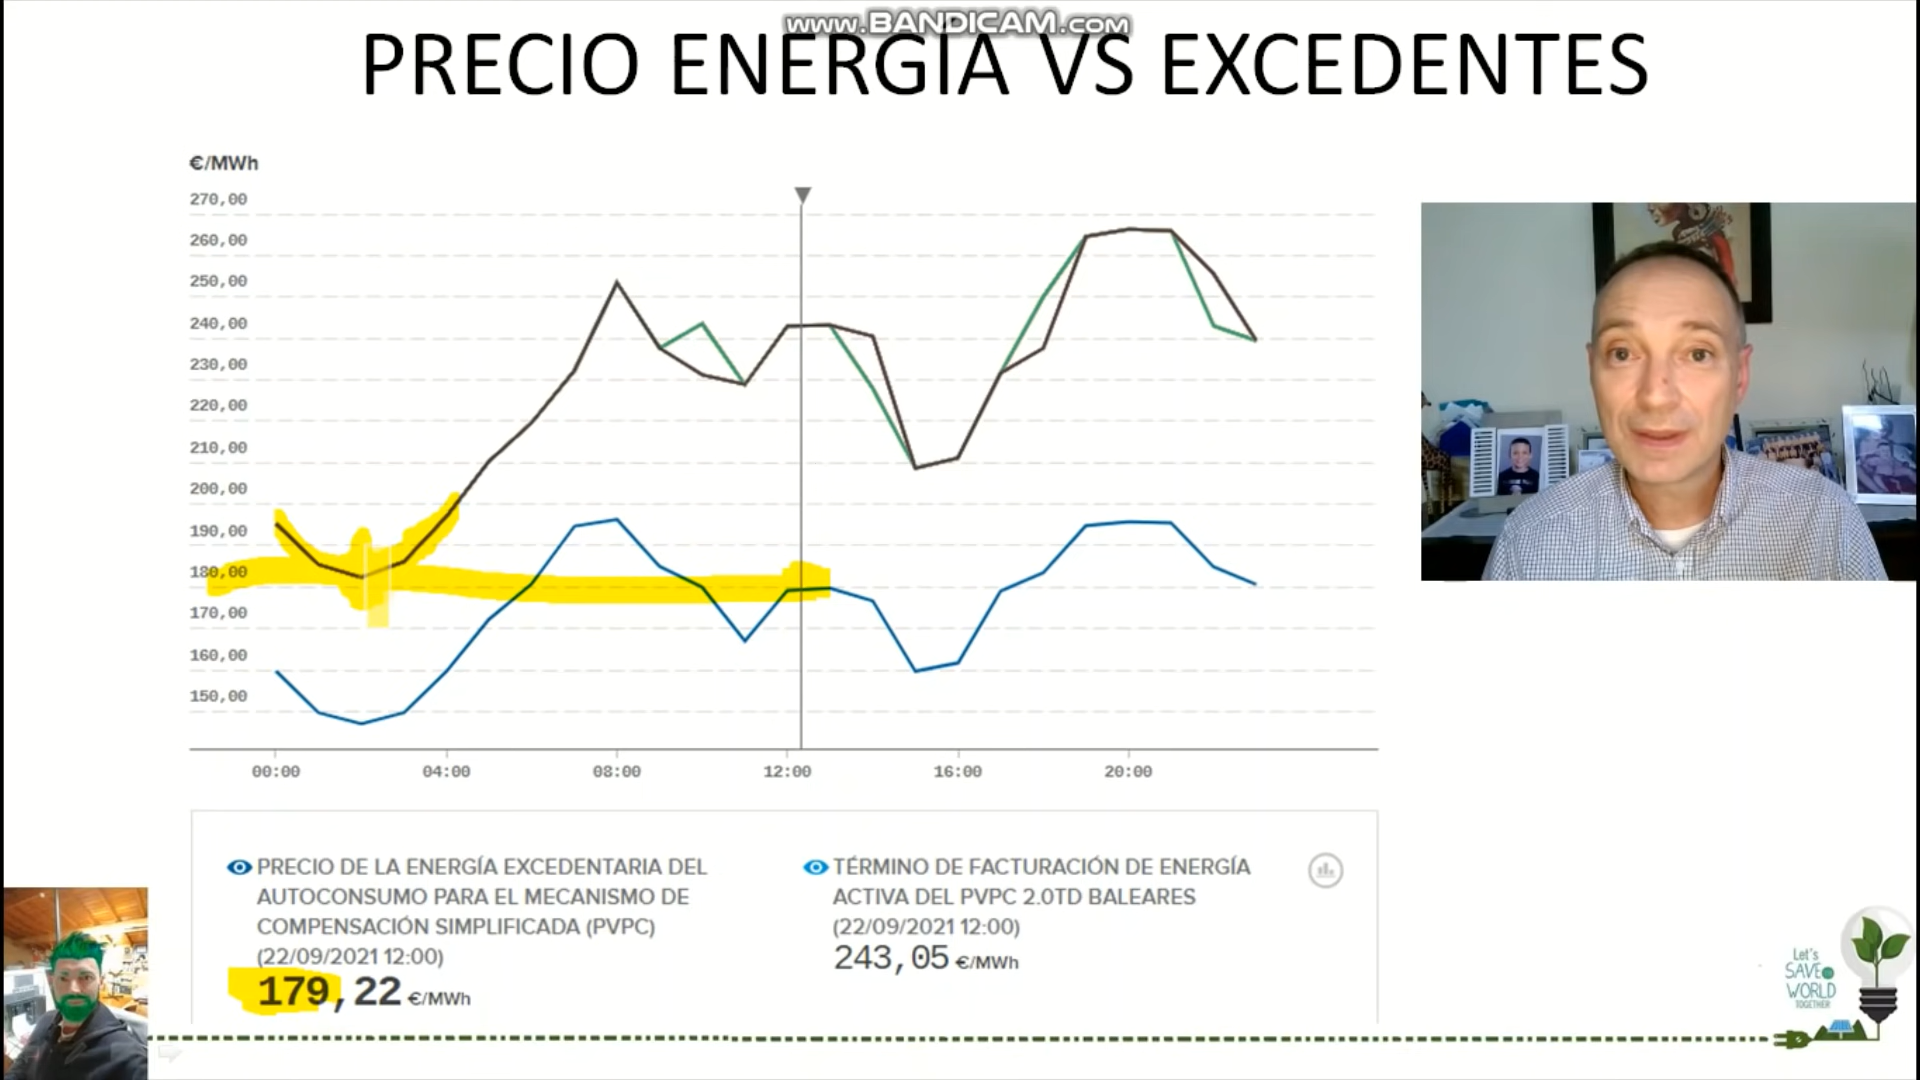 www.BANDICAM.com
PRECIO ENERGÍA VS EXCEDENTES
€/MWh
270,00
260,00
250,00
240,00
230,00
220,00
210,00
200,00
190,00
180,00
170,00
160,00
150,00
00:00 04:00 08:00 12:00 16:00 20:00
PRECIO DE LA ENERGÍA EXCEDENTARIA DEL
AUTOCONSUMO PARA EL MECANISMO DE
COMPENSACIÓN SIMPLIFICADA (PVPC)
(22/09/2021 12:00)
179,22 €/MWh
TÉRMINO DE FACTURACIÓN DE ENERGÍA
ACTIVA DEL PVPC 2.0TD BALEARES
(22/09/2021 12:00)
243,05 €/MWh
Let's
SAVE
WORLD
TOGETHER